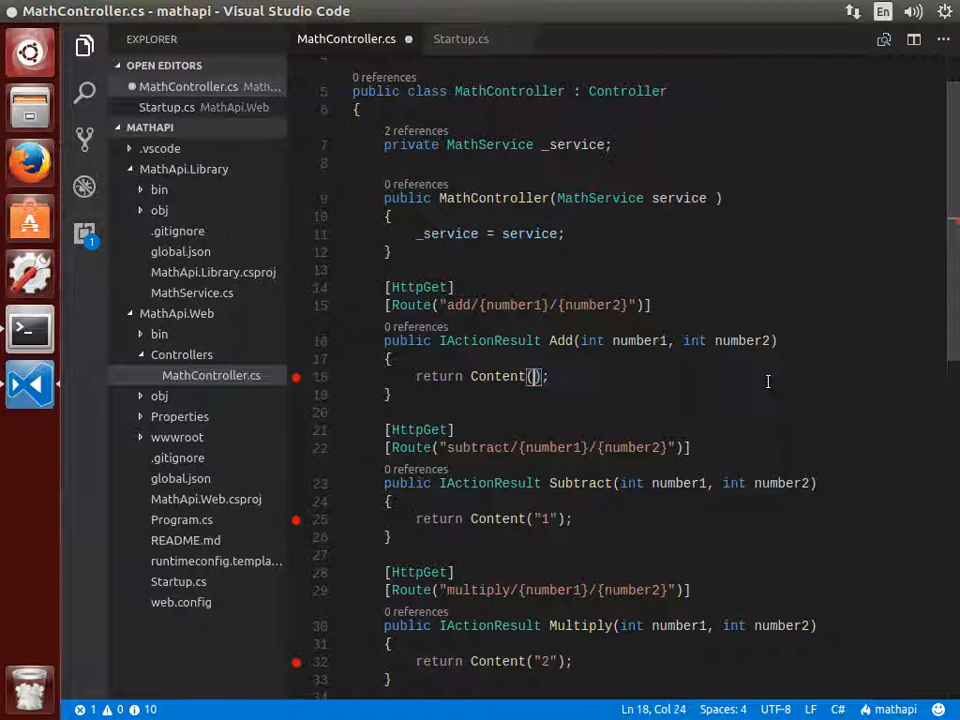 MathController.cs - mathapi - Visual Studio Code
En
EXPLORER
OPEN EDITORS
MathController.cs Math...
Startup.cs MathApi.Web
MATHAPI
.vscode
MathApi.Library
bin
obj
.gitignore
global.json
MathApi.Library.csproj
MathService.cs
MathApi.Web
bin
Controllers
MathController.cs
obj
Properties
wwwroot
.gitignore
global.json
MathApi.Web.csproj
Program.cs
README.md
runtimeconfig.templa...
Startup.cs
web.config
1
MathController.cs
Startup.cs
4
0 references
5 public class MathController : Controller
6 {
2 references
7 private MathService _service;
8
0 references
9 public MathController(MathService service )
10 {
11 _service = service;
12 }
13
14 [HttpGet]
15 [Route("add/{number1}/{number2}")]
0 references
16 public IActionResult Add(int number1, int number2)
17 {
18 return Content();
19 }
20
21 [HttpGet]
22 [Route("subtract/{number1}/{number2}")]
0 references
23 public IActionResult Subtract(int number1, int number2)
24 {
25 return Content("1");
26 }
27
28 [HttpGet]
29 [Route("multiply/{number1}/{number2}")]
0 references
30 public IActionResult Multiply(int number1, int number2)
31 {
32 return Content("2");
33 }
34
1 0 10
Ln 18, Col 24 Spaces: 4 UTF-8 LF C# mathapi